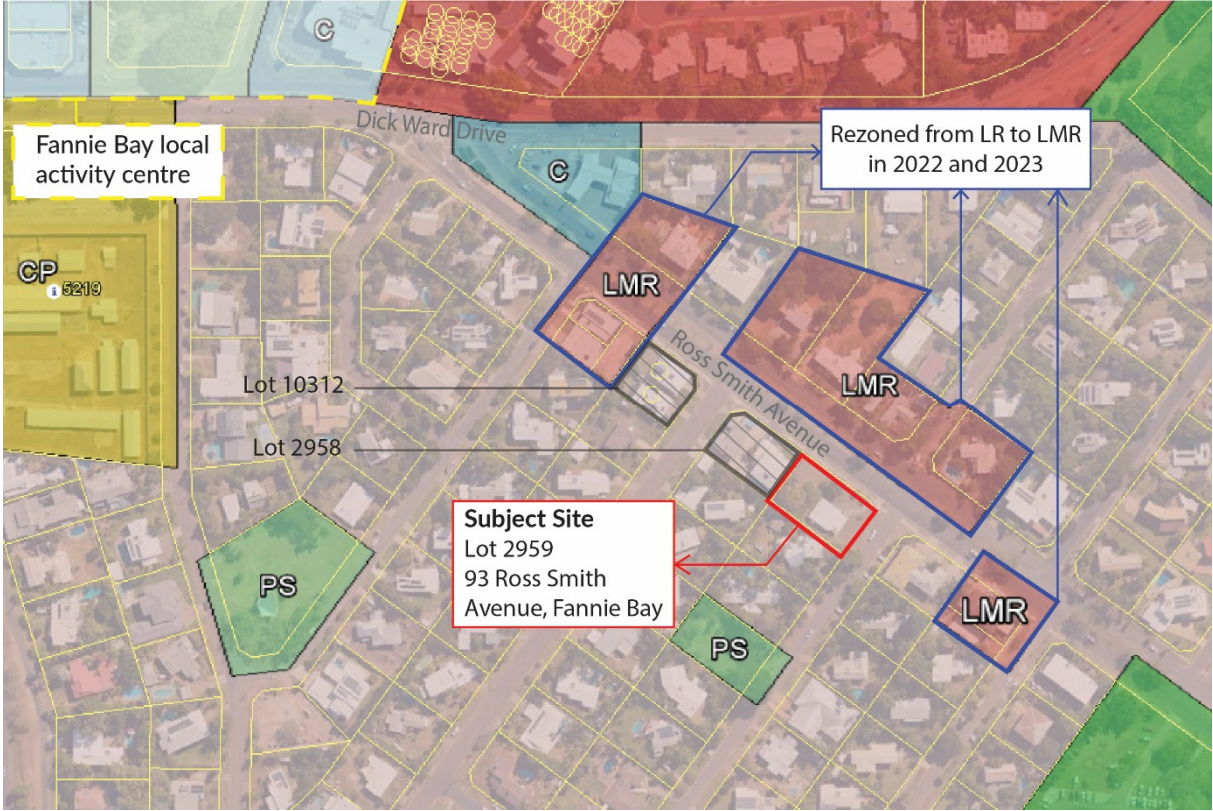 C
Dick Ward Drive
Fannie Bay local
activity centre
C
Rezoned from LR to LMR
in 2022 and 2023
CP
5219
LMR
Ross Smith Avenue
LMR
Lot 10312
Lot 2958
Subject Site
Lot 2959
93 Ross Smith
Avenue, Fannie Bay
PS
LMR
PS